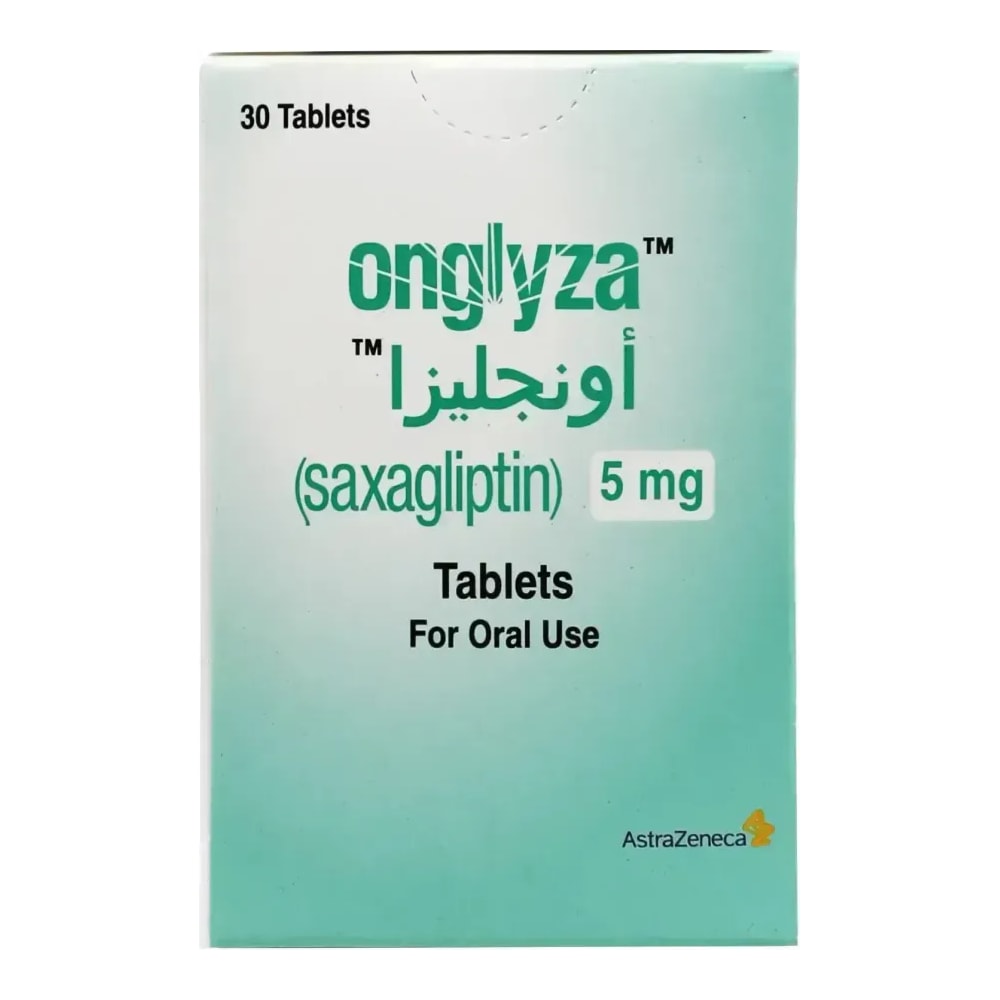 30 Tablets
onglyza™
أونجليزا™
(saxagliptin) 5 mg
Tablets
For Oral Use
AstraZeneca